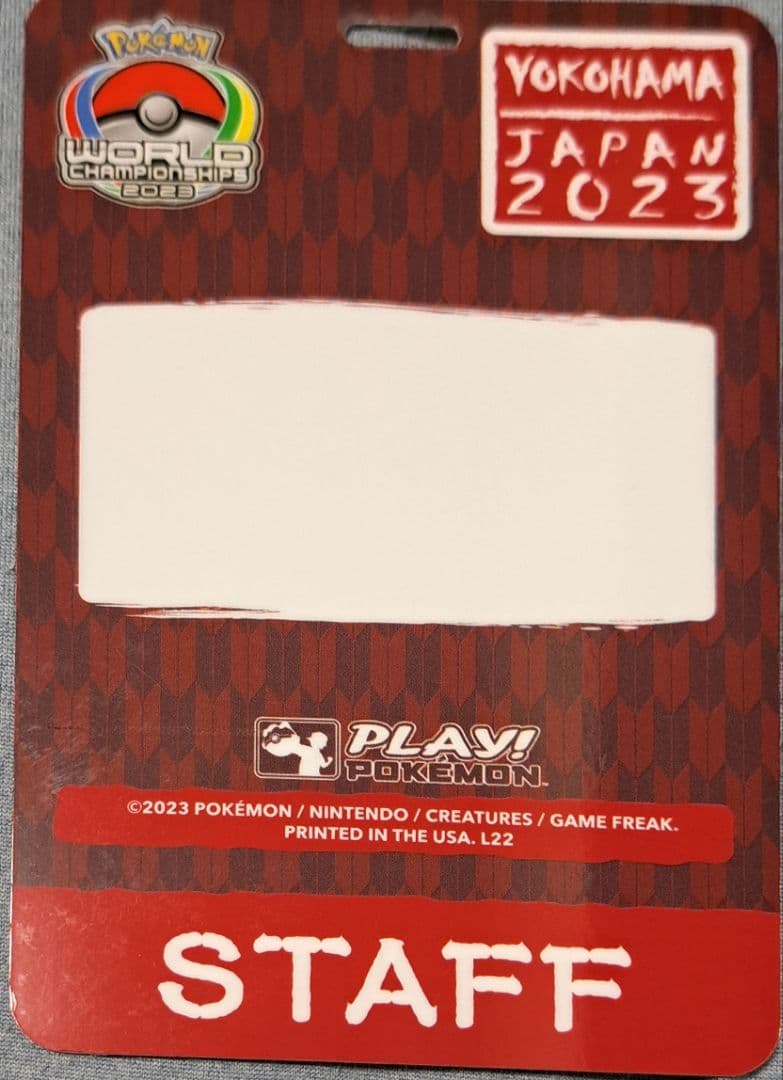 POKÉMON
WORLD
CHAMPIONSHIPS
2023
YOKOHAMA
JAPAN
2023
PLAY!
POKÉMON™
©2023 POKÉMON / NINTENDO / CREATURES / GAME FREAK.
PRINTED IN THE USA. L22
STAFF